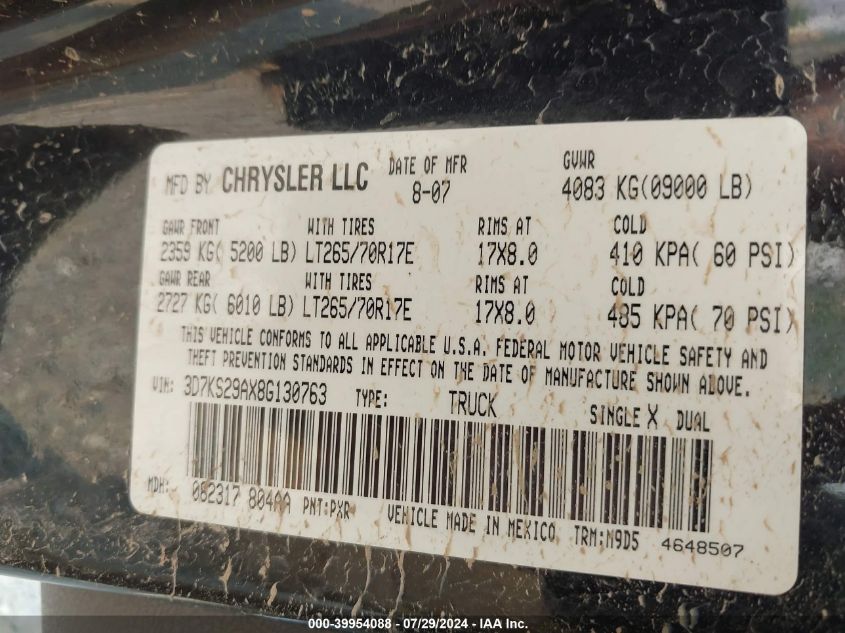 MFD BY CHRYSLER LLC DATE OF MFR 8-07 GVWR 4083 KG(09000 LB)
GAWR FRONT WITH TIRES RIMS AT COLD
2359 KG( 5200 LB) LT265/70R17E 17X8.0 410 KPA( 60 PSI)
GAWR REAR WITH TIRES RIMS AT COLD
2727 KG( 6010 LB) LT265/70R17E 17X8.0 485 KPA( 70 PSI)
THIS VEHICLE CONFORMS TO ALL APPLICABLE U.S.A. FEDERAL MOTOR VEHICLE SAFETY AND
THEFT PREVENTION STANDARDS IN EFFECT ON THE DATE OF MANUFACTURE SHOWN ABOVE.
VIN: 3D7KS29AX8G130763 TYPE: TRUCK SINGLE X DUAL
MDH: 082317 804AA PNT:PXR VEHICLE MADE IN MEXICO TRM:M9D5 4648507
000-39954088 - 07/29/2024 - IAA Inc.